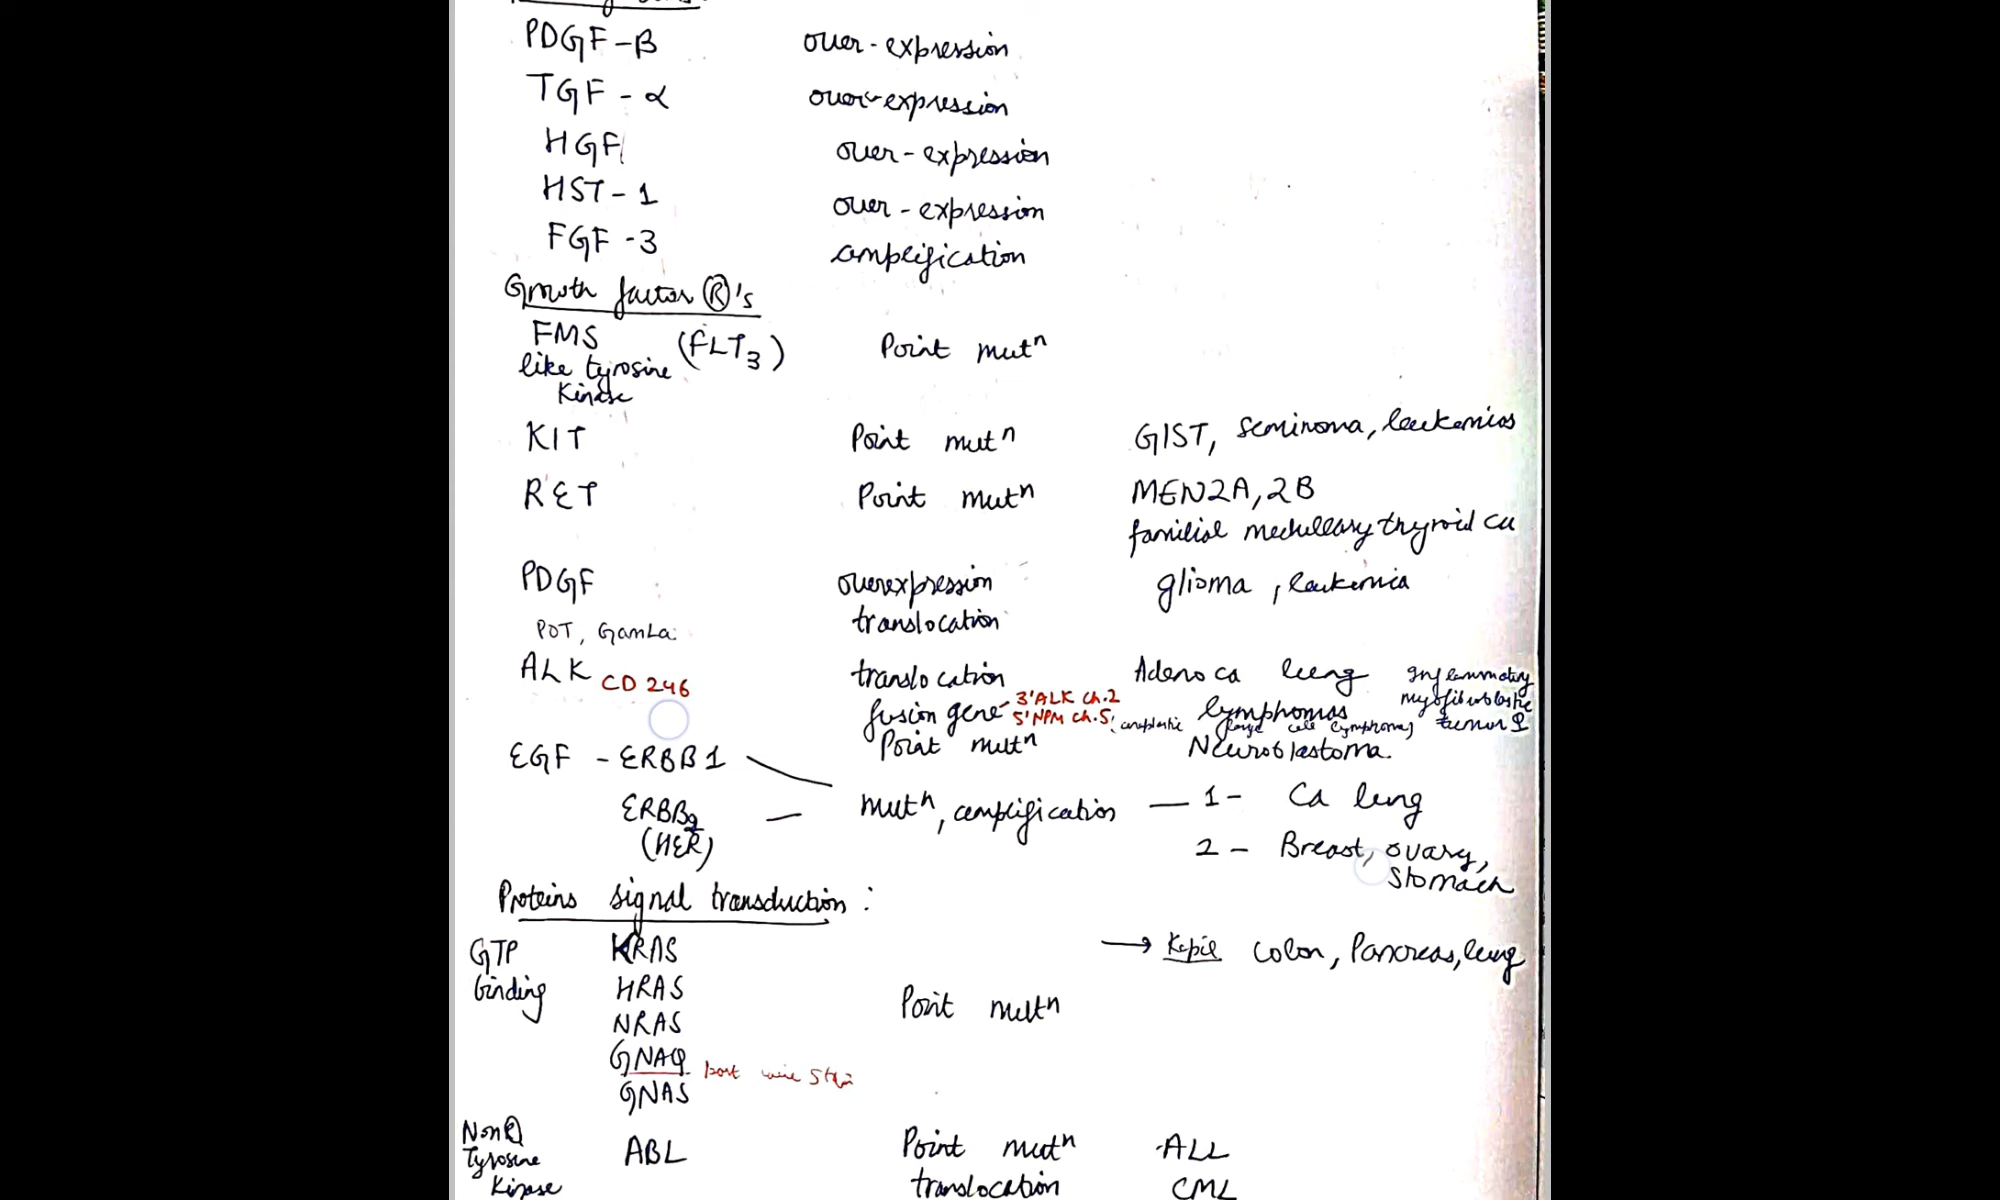 PDGF-β over-expression
TGF-α over-expression
HGF over-expression
HST-1 over-expression
FGF-3 amplification
Growth factor Ⓡ's
FMS (FLT3) Point mutⁿ
like tyrosine
Kinase
KIT Point mutⁿ GIST, seminoma, leukemias
RET Point mutⁿ MEN2A, 2B
familial medullary thyroid ca
PDGF overexpression glioma, leukemia
translocation
POT, GamLa
ALK CD 246 translocation Adeno ca lung Inflammatory
fusion gene 3' ALK ch.2 lymphomas myofibroblastic
5' NPM ch.5, anaplastic large cell lymphoma tumor
Point mutⁿ Neuroblastoma.
EGF - ERBB1
ERBB2 — mutⁿ, amplification — 1 - Ca lung
(HER) 2 - Breast, ovary,
stomach
Proteins signal transduction :
GTP KRAS → colon, Pancreas, lung
binding HRAS Point mutⁿ
NRAS
GNAQ port wine stain
GNAS
Non Ⓡ
Tyrosine ABL Point mutⁿ ALL
Kinase translocation CML